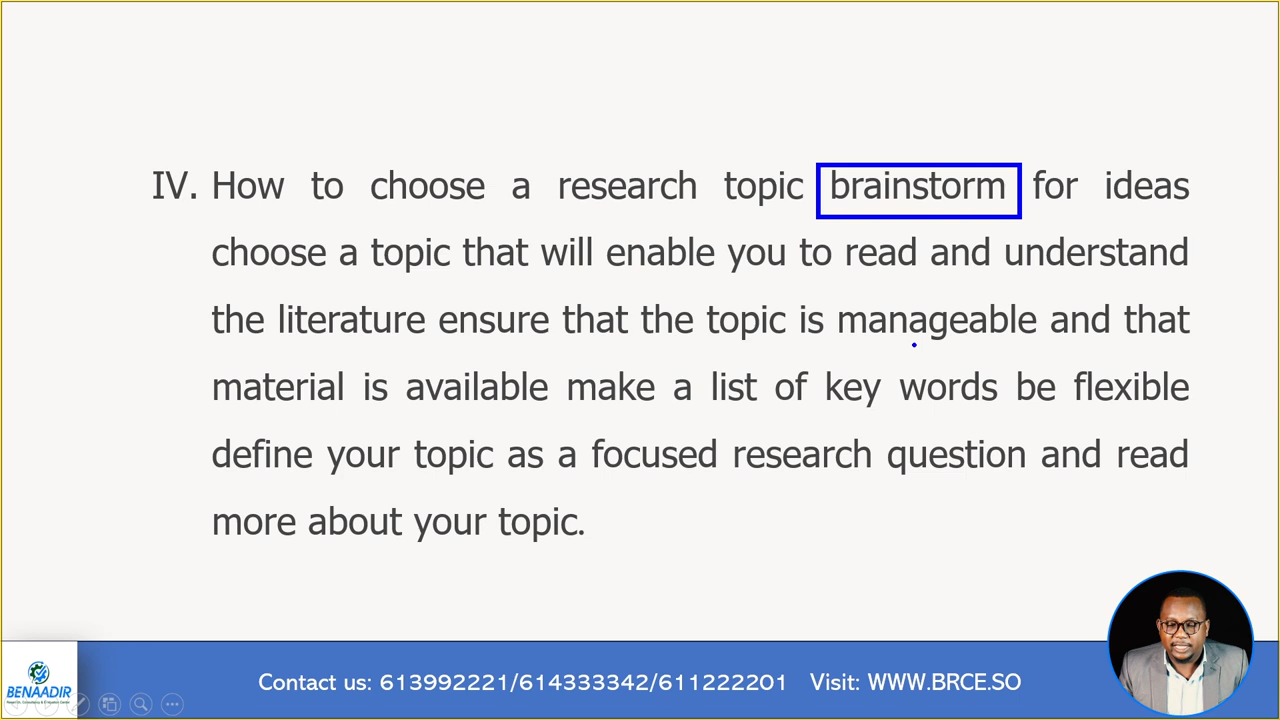 IV. How to choose a research topic brainstorm for ideas
choose a topic that will enable you to read and understand
the literature ensure that the topic is manageable and that
material is available make a list of key words be flexible
define your topic as a focused research question and read
more about your topic.
BENAADIR
Contact us: 613992221/614333342/611222201 Visit: WWW.BRCE.SO